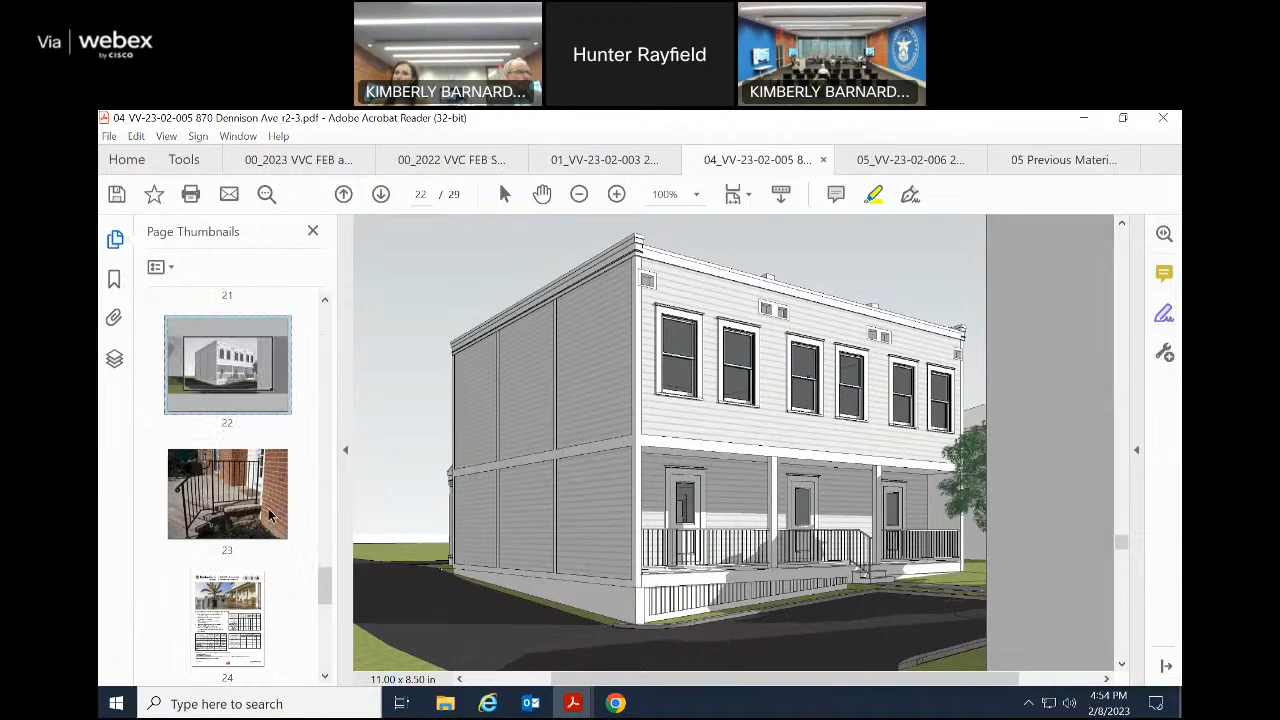 Via | webex
by CISCO
KIMBERLY BARNARD...
Hunter Rayfield
KIMBERLY BARNARD...
04_VV-23-02-005 870 Dennison Ave_r2-3.pdf - Adobe Acrobat Reader (32-bit)
File Edit View Sign Window Help
Home Tools 00_2023 VVC FEB a... 00_2022 VVC FEB S... 01_VV-23-02-003 2... 04_VV-23-02-005 8... × 05_VV-23-02-006 2... 05 Previous Materi...
22 / 29 100%
Page Thumbnails
21
22
23
24
11.00 x 8.50 in
Type here to search
4:54 PM
2/8/2023